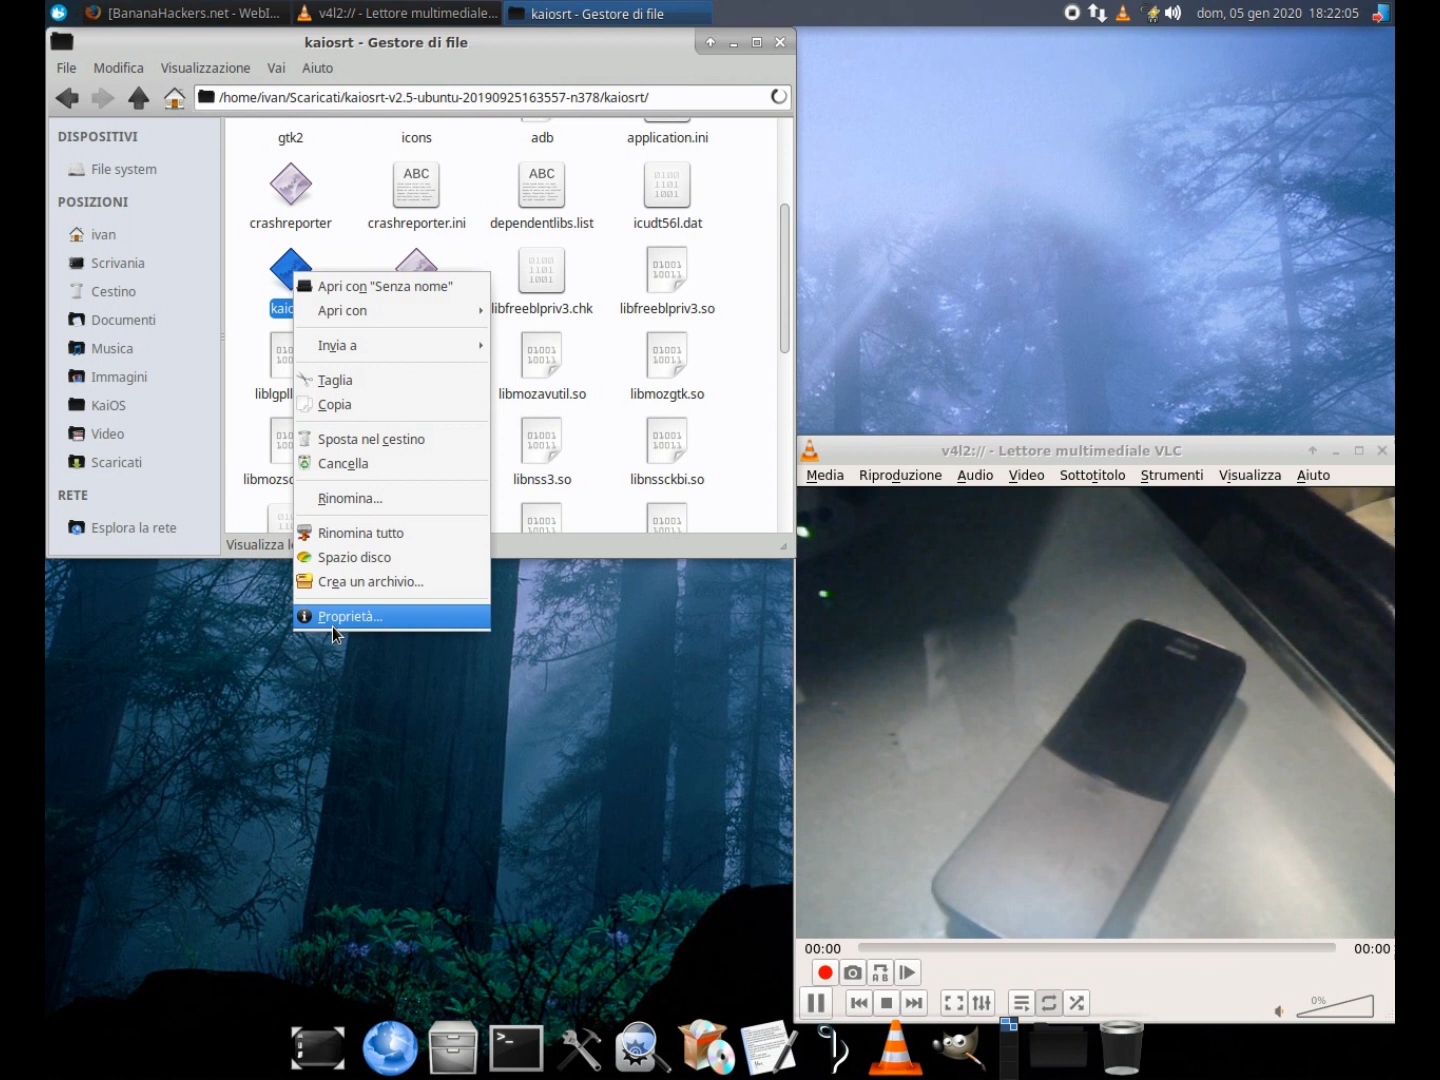 [BananaHackers.net - WebI...
v4l2:// - Lettore multimediale...
kaiosrt - Gestore di file
dom, 05 gen 2020 18:22:05
kaiosrt - Gestore di file
File Modifica Visualizzazione Vai Aiuto
/home/ivan/Scaricati/kaiosrt-v2.5-ubuntu-20190925163557-n378/kaiosrt/
DISPOSITIVI
File system
POSIZIONI
ivan
Scrivania
Cestino
Documenti
Musica
Immagini
KaiOS
Video
Scaricati
RETE
Esplora la rete
gtk2
icons
adb
application.ini
crashreporter
crashreporter.ini
dependentlibs.list
icudt56l.dat
libfreeblpriv3.chk
libfreeblpriv3.so
libmozavutil.so
libmozgtk.so
libnss3.so
libnssckbi.so
Apri con "Senza nome"
Apri con
Invia a
Taglia
Copia
Sposta nel cestino
Cancella
Rinomina...
Rinomina tutto
Spazio disco
Crea un archivio...
Proprietà...
Visualizza
v4l2:// - Lettore multimediale VLC
Media Riproduzione Audio Video Sottotitolo Strumenti Visualizza Aiuto
00:00
00:00
0%